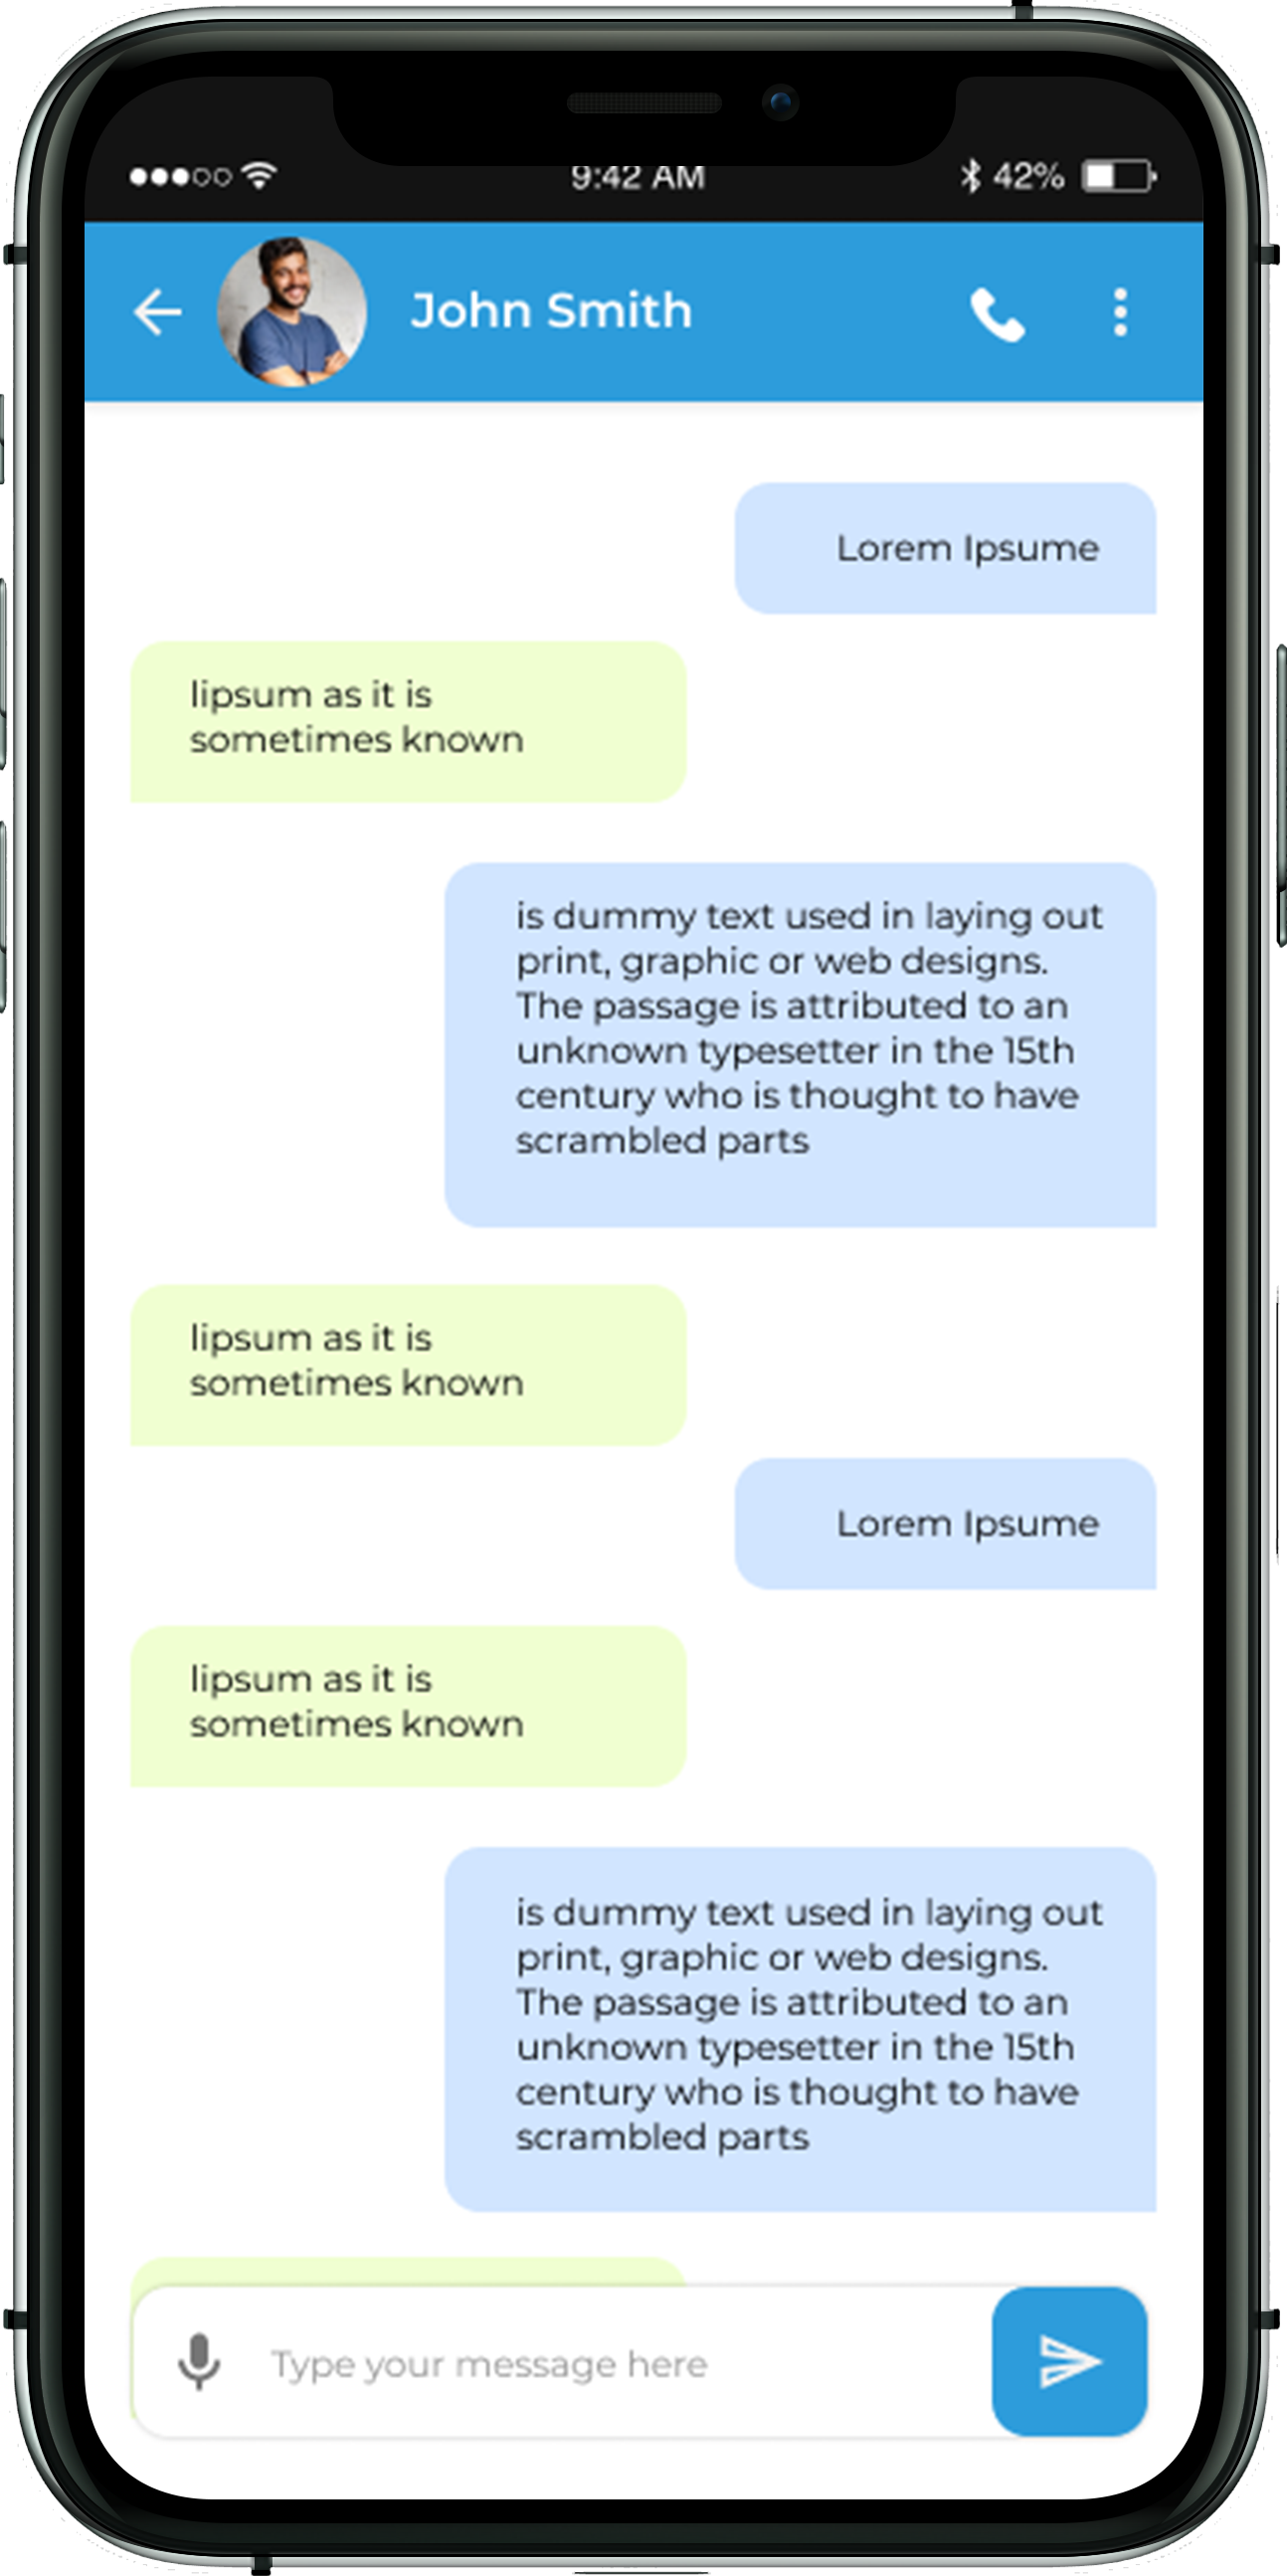 9:42 AM
42%
John Smith
Lorem Ipsume
lipsum as it is
sometimes known
is dummy text used in laying out
print, graphic or web designs.
The passage is attributed to an
unknown typesetter in the 15th
century who is thought to have
scrambled parts
lipsum as it is
sometimes known
Lorem Ipsume
lipsum as it is
sometimes known
is dummy text used in laying out
print, graphic or web designs.
The passage is attributed to an
unknown typesetter in the 15th
century who is thought to have
scrambled parts
Type your message here